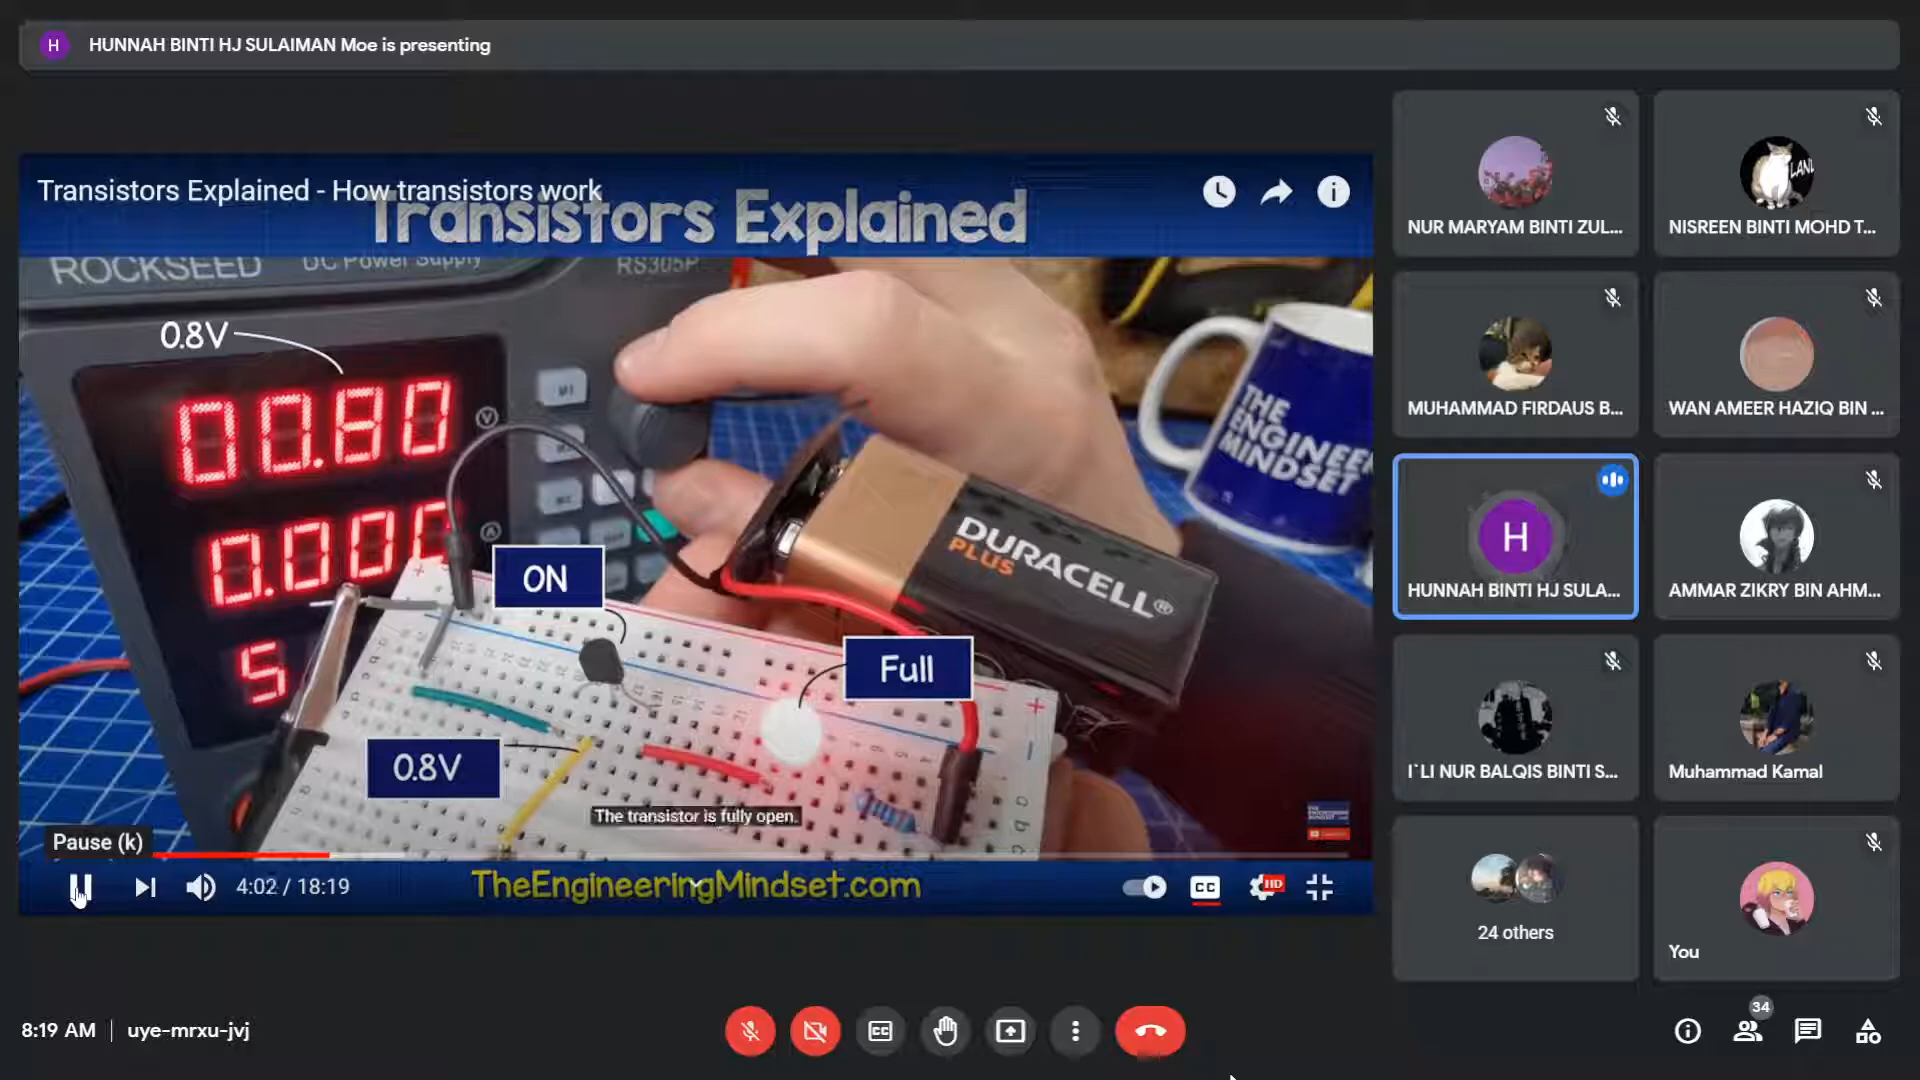 H HUNNAH BINTI HJ SULAIMAN Moe is presenting
Transistors Explained - How transistors work
Transistors Explained
ROCKSEED DC Power Supply RS305P
0.8V
00.80
V
0.000
A
5
ON
Full
0.8V
DURACELL®
PLUS
THE
ENGINEER
MINDSET
The transistor is fully open.
Pause (k)
4:02 / 18:19
TheEngineeringMindset.com
CC
HD
NUR MARYAM BINTI ZUL...
LANL
NISREEN BINTI MOHD T...
MUHAMMAD FIRDAUS B...
WAN AMEER HAZIQ BIN ...
H
HUNNAH BINTI HJ SULA...
AMMAR ZIKRY BIN AHM...
I`LI NUR BALQIS BINTI S...
Muhammad Kamal
24 others
You
8:19 AM | uye-mrxu-jvj
CC
34